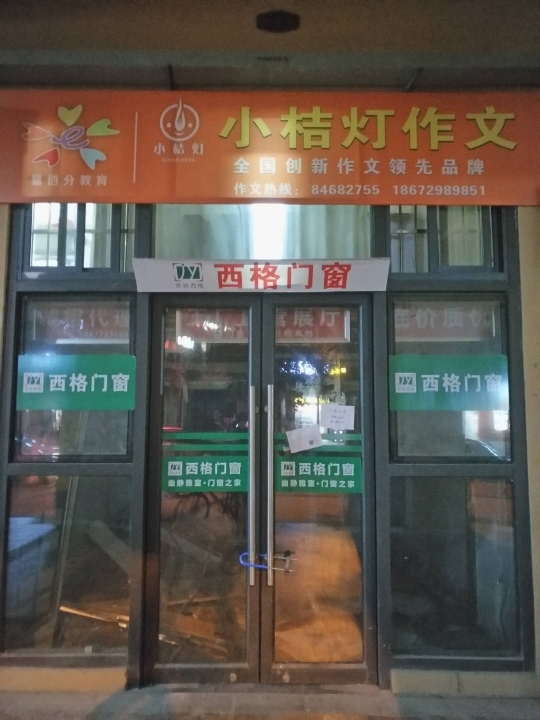 小桔灯
易佰分教育
小桔灯作文
全国创新作文领先品牌
作文热线: 84682755 18672989851
JYJ
西格门窗
西格门窗
西格门窗
西格门窗
幽静雅室·门窗之家
西格门窗
幽静雅室·门窗之家